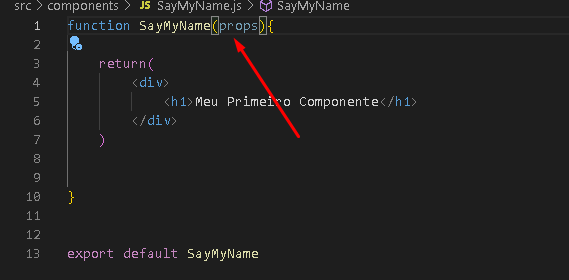 src > components > JS SayMyName.js > SayMyName
1 function SayMyName(props){
2
3 return(
4 <div>
5 <h1>Meu Primeiro Componente</h1>
6 </div>
7 )
8
9
10 }
11
12
13 export default SayMyName